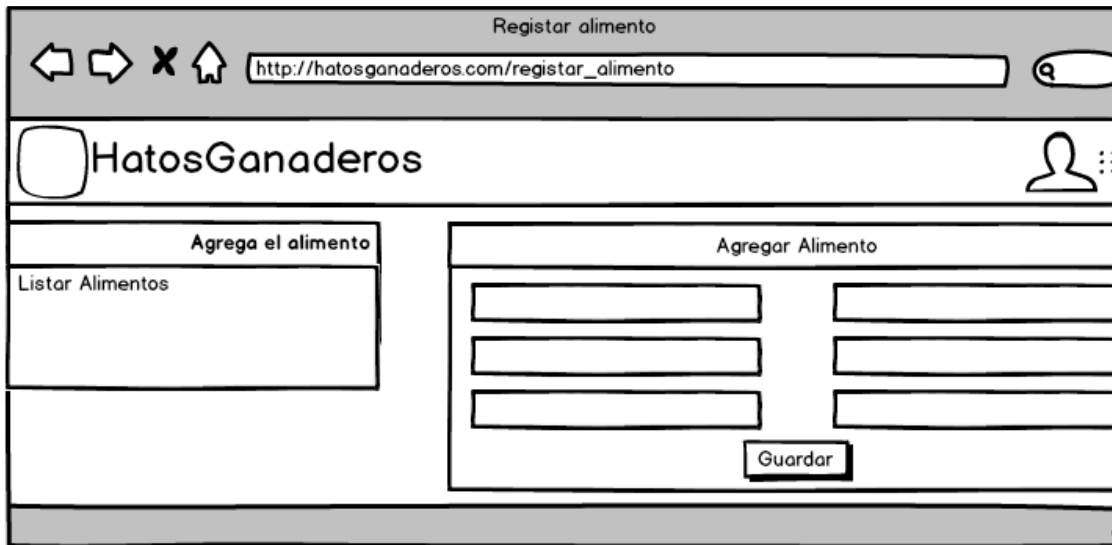 Registar alimento
http://hatosganaderos.com/registar_alimento
HatosGanaderos
Agrega el alimento
Listar Alimentos
Agregar Alimento
Guardar